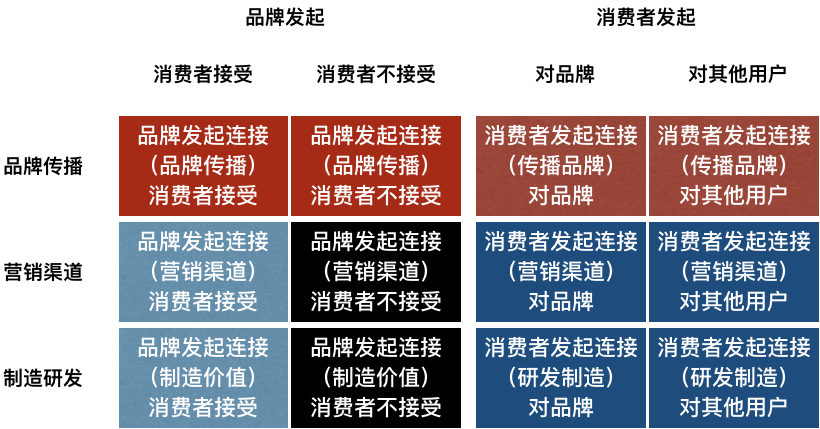 品牌发起 消费者发起
消费者接受 消费者不接受 对品牌 对其他用户
品牌传播
品牌发起连接
（品牌传播）
消费者接受
品牌发起连接
（品牌传播）
消费者不接受
消费者发起连接
（传播品牌）
对品牌
消费者发起连接
（传播品牌）
对其他用户
营销渠道
品牌发起连接
（营销渠道）
消费者接受
品牌发起连接
（营销渠道）
消费者不接受
消费者发起连接
（营销渠道）
对品牌
消费者发起连接
（营销渠道）
对其他用户
制造研发
品牌发起连接
（制造价值）
消费者接受
品牌发起连接
（制造价值）
消费者不接受
消费者发起连接
（研发制造）
对品牌
消费者发起连接
（研发制造）
对其他用户